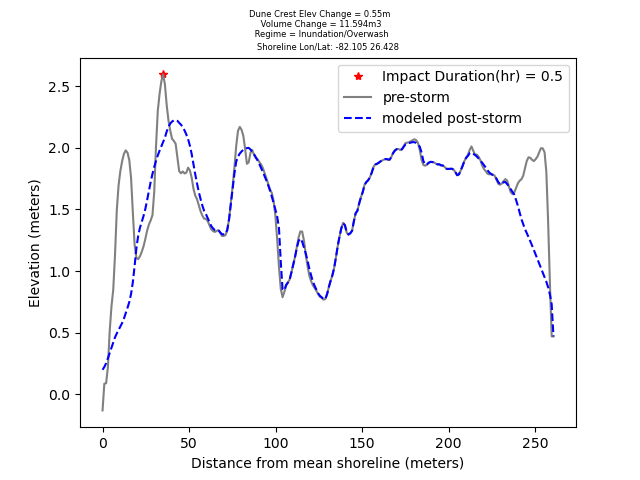 Dune Crest Elev Change = 0.55m
Volume Change = 11.594m3
Regime = Inundation/Overwash
Shoreline Lon/Lat: -82.105 26.428
Impact Duration(hr) = 0.5
pre-storm
modeled post-storm
2.5
2.0
1.5
1.0
0.5
0.0
Elevation (meters)
0
50
100
150
200
250
Distance from mean shoreline (meters)